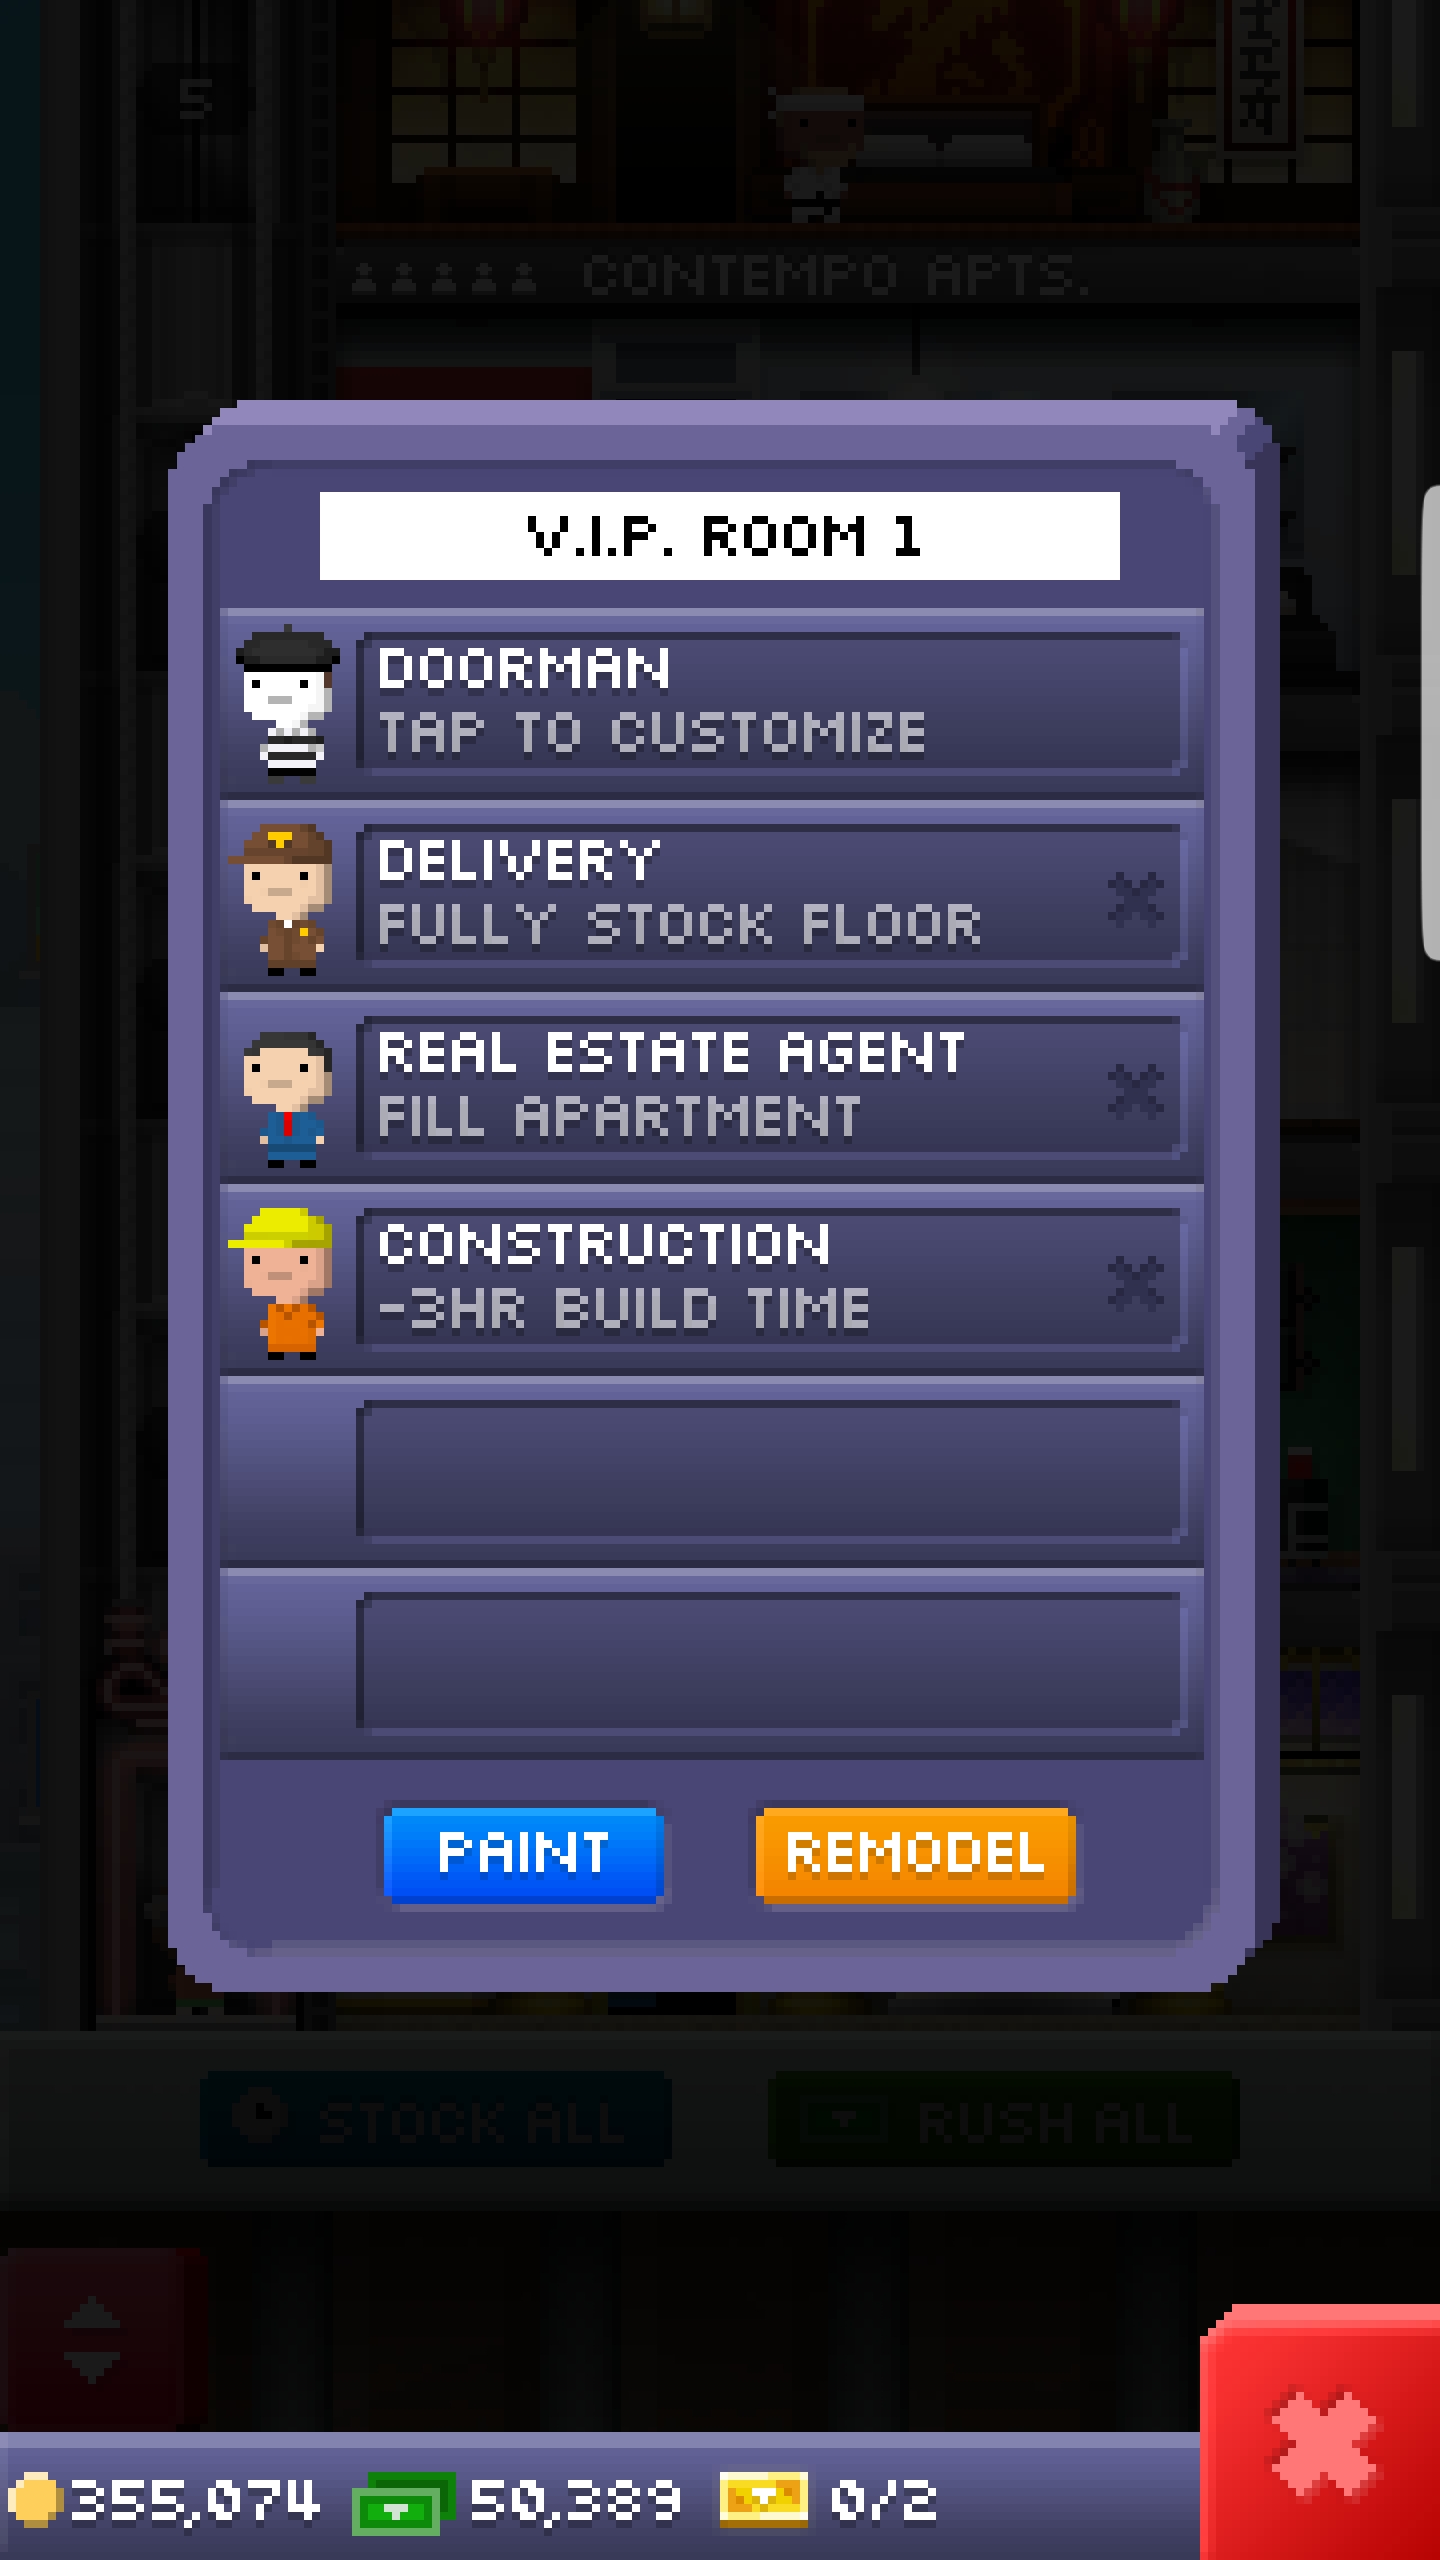 5
CONTEMPO APTS.
V.I.P. ROOM 1
DOORMAN
TAP TO CUSTOMIZE
DELIVERY
FULLY STOCK FLOOR
REAL ESTATE AGENT
FILL APARTMENT
CONSTRUCTION
-3HR BUILD TIME
PAINT
REMODEL
STOCK ALL
RUSH ALL
355,074
50,389
0/2